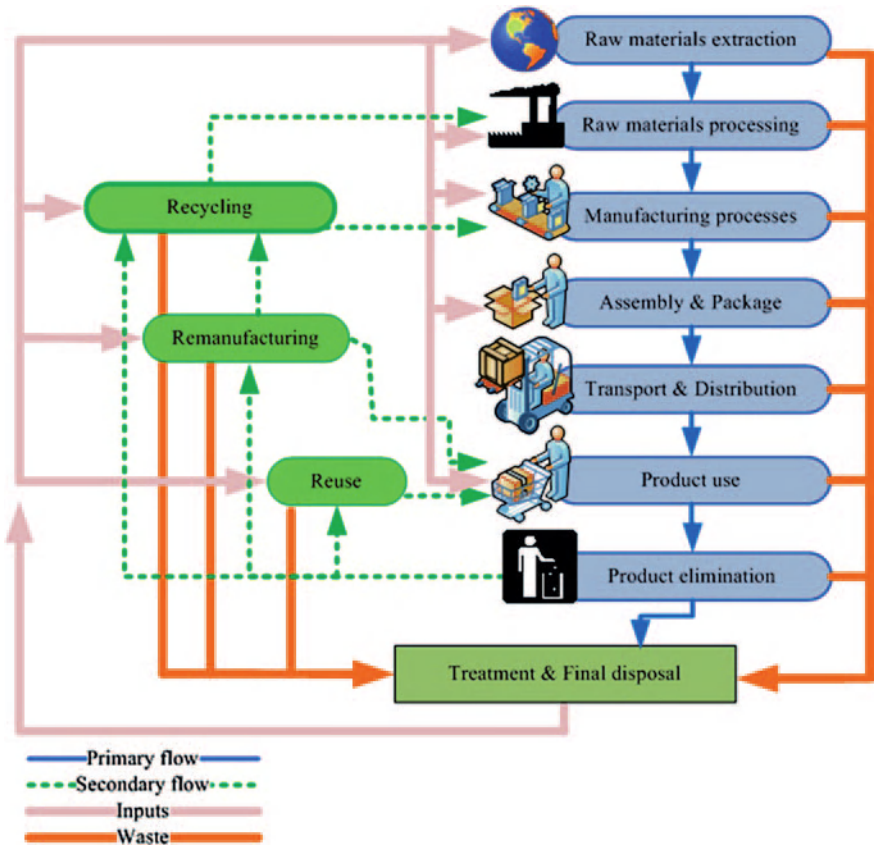 Raw materials extraction
Raw materials processing
Recycling
Manufacturing processes
Assembly & Package
Remanufacturing
Transport & Distribution
Reuse
Product use
Product elimination
Treatment & Final disposal
Primary flow
Secondary flow
Inputs
Waste